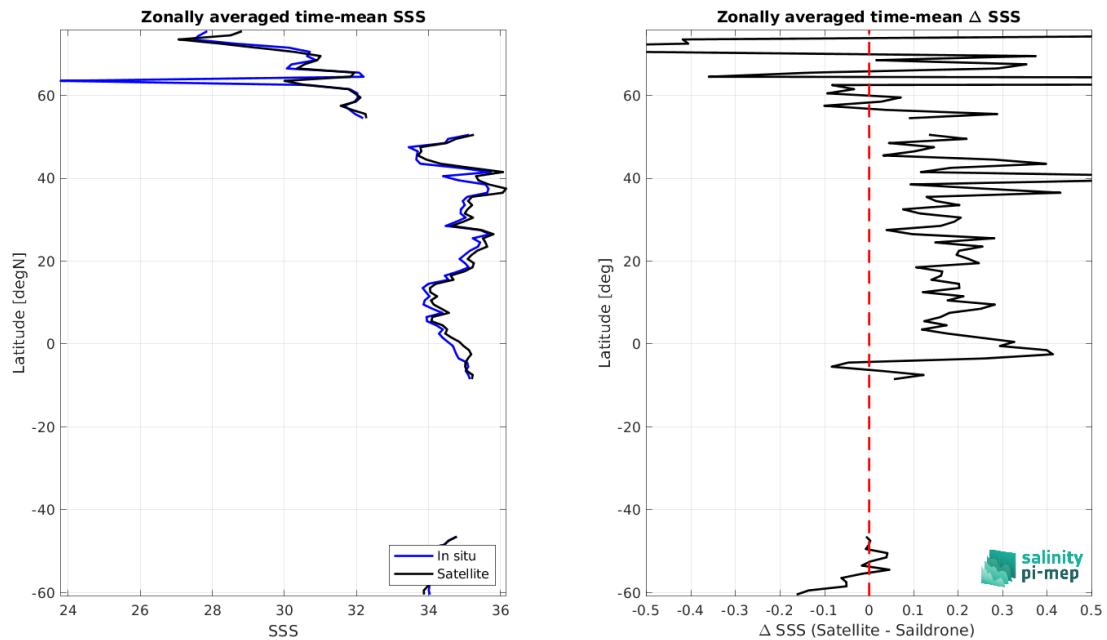 Zonally averaged time-mean SSS
Latitude [degN]
60
40
20
0
-20
-40
-60
24 26 28 30 32 34 36
SSS
In situ
Satellite
Zonally averaged time-mean Δ SSS
Latitude [deg]
60
40
20
0
-20
-40
-60
-0.5 -0.4 -0.3 -0.2 -0.1 0 0.1 0.2 0.3 0.4 0.5
Δ SSS (Satellite - Saildrone)
salinity
pi-mep